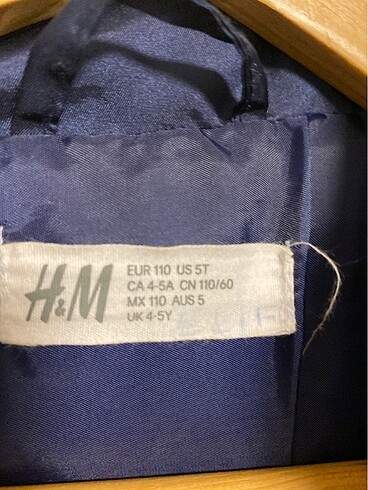 H&M
EUR 110 US 5T
CA 4-5A CN 110/60
MX 110 AUS 5
UK 4-5Y